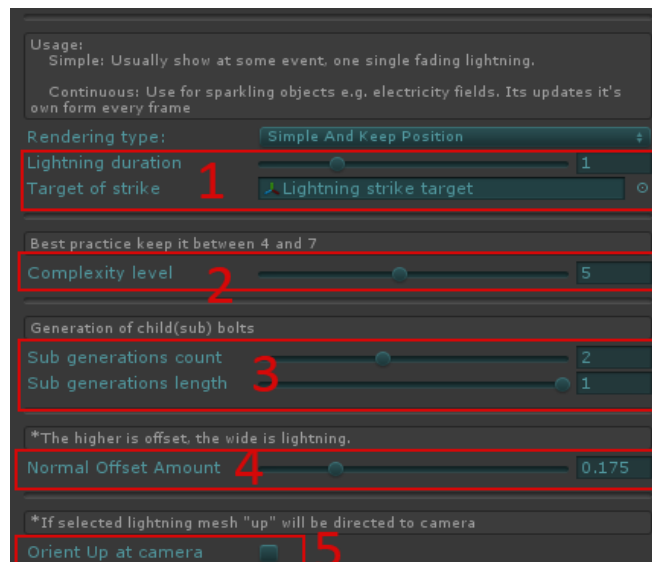 Usage:
Simple: Usually show at some event, one single fading lightning.
Continuous: Use for sparkling objects e.g. electricity fields. Its updates it's
own form every frame
Rendering type: Simple And Keep Position
Lightning duration 1
Target of strike Lightning strike target
1
Best practice keep it between 4 and 7
Complexity level 5
2
Generation of child(sub) bolts
Sub generations count 2
Sub generations length 1
3
*The higher is offset, the wide is lightning.
Normal Offset Amount 0.175
4
*If selected lightning mesh "up" will be directed to camera
Orient Up at camera
5